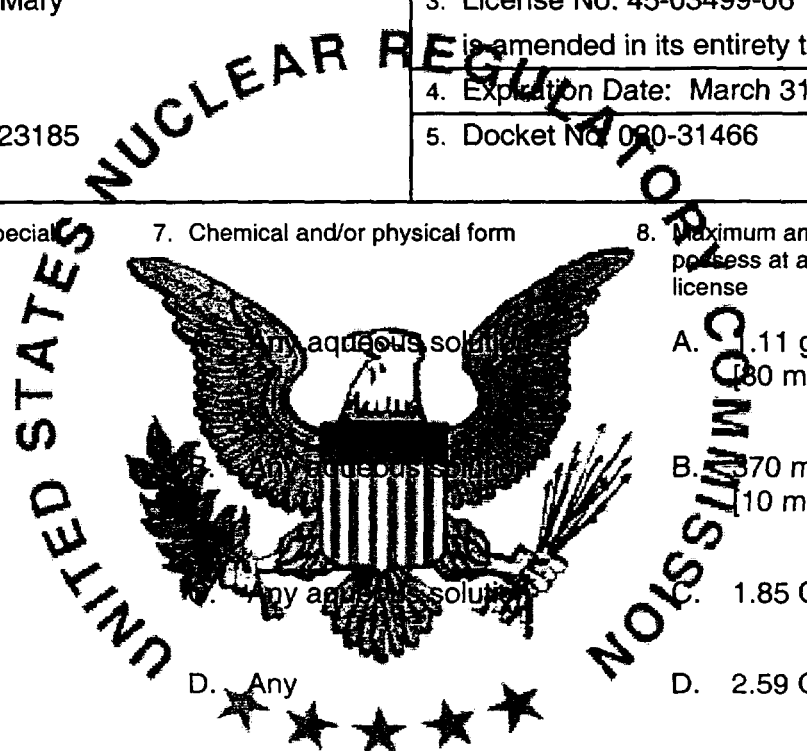 Mary
3. License No. 45-03499-06
is amended in its entirety t
4. Expiration Date: March 31
23185
5. Docket No. 030-31466
pecial
7. Chemical and/or physical form
8. Maximum an
possess at a
license
Any aqueous solution
A. 1.11 g
[30 m
B. Any aqueous solution
B. 370 m
[10 m
C. Any aqueous solution
C. 1.85 G
D. Any
D. 2.59 G
UNITED STATES NUCLEAR REGULATORY COMMISSION